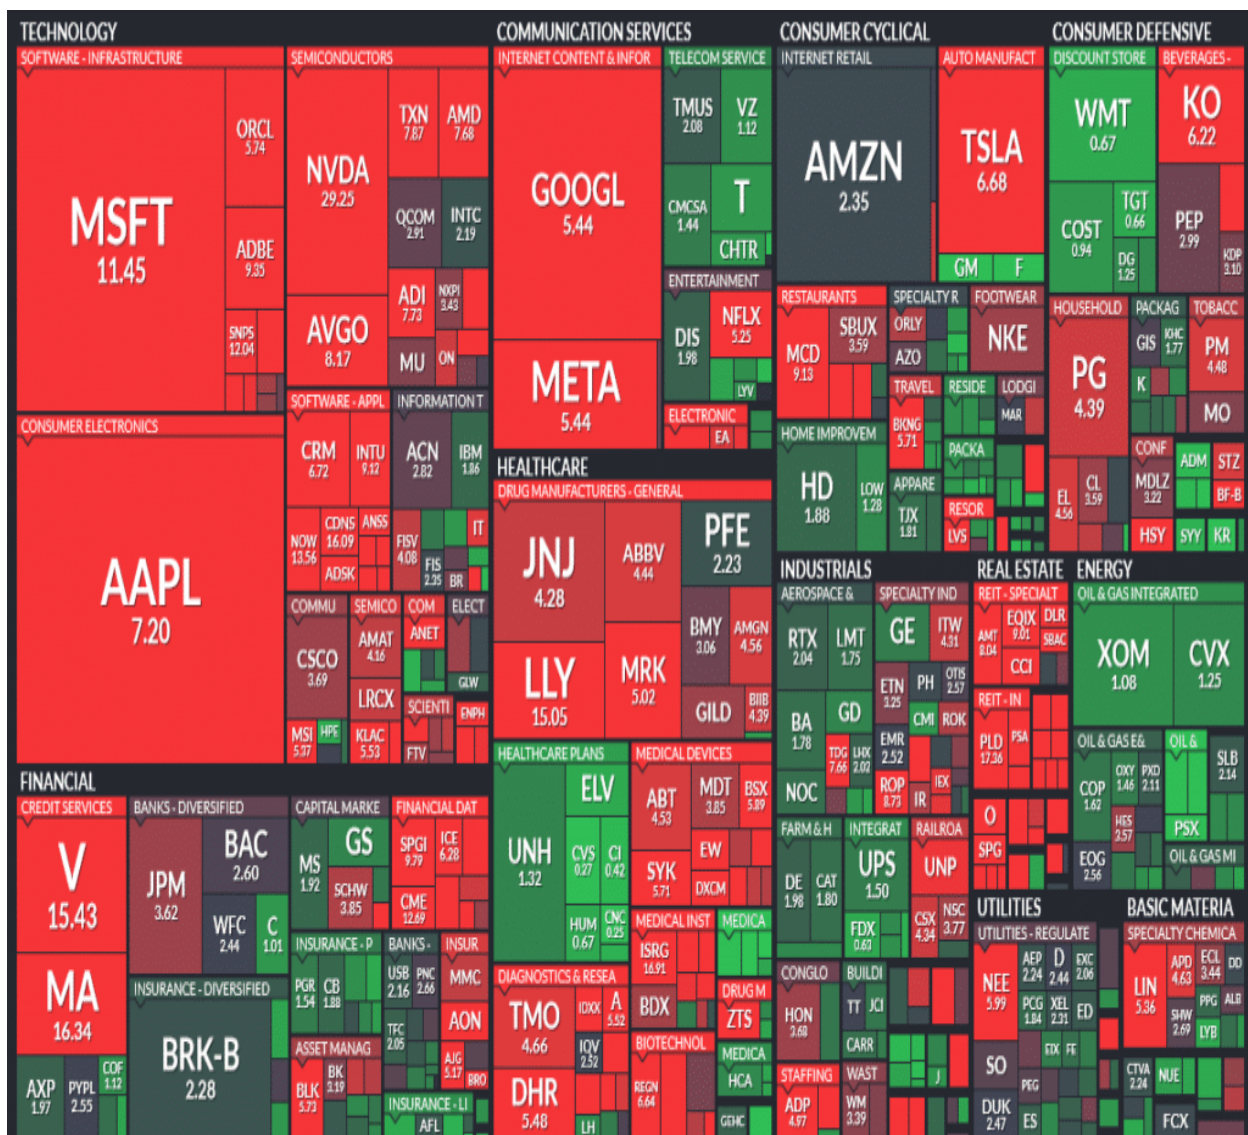 TECHNOLOGY
SOFTWARE - INFRASTRUCTURE
MSFT
11.45
ORCL
5.74
ADBE
9.35
SNPS
12.04
SEMICONDUCTORS
NVDA
29.25
TXN
7.87
AMD
7.68
QCOM
2.91
INTC
2.19
AVGO
8.17
ADI
7.73
NXPI
3.43
MU
ON
CONSUMER ELECTRONICS
AAPL
7.20
SOFTWARE - APPL
CRM
6.72
INTU
9.12
NOW
13.56
CDNS
16.09
ANSS
ADSK
INFORMATION T
ACN
2.82
IBM
1.86
FISV
4.08
FIS
2.35
IT
BR
COMMU
CSCO
3.69
MSI
5.37
HPE
SEMICO
AMAT
4.16
LRCX
KLAC
5.53
COM
ANET
ELECT
GLW
SCIENTI
FTV
ENPH
COMMUNICATION SERVICES
INTERNET CONTENT & INFOR
GOOGL
5.44
META
5.44
TELECOM SERVICE
TMUS
2.08
VZ
1.12
CMCSA
1.44
T
CHTR
ENTERTAINMENT
DIS
1.98
NFLX
5.25
LYV
ELECTRONIC
EA
CONSUMER CYCLICAL
INTERNET RETAIL
AMZN
2.35
AUTO MANUFACT
TSLA
6.68
GM
F
RESTAURANTS
MCD
9.13
SBUX
3.59
SPECIALTY R
ORLY
AZO
FOOTWEAR
NKE
HOME IMPROVEM
HD
1.88
LOW
1.28
TRAVEL
BKNG
5.71
RESIDE
LODGI
MAR
PACKA
APPARE
TJX
1.81
RESOR
LVS
CONSUMER DEFENSIVE
DISCOUNT STORE
WMT
0.67
COST
0.94
TGT
0.66
DG
1.25
BEVERAGES -
KO
6.22
PEP
2.99
KDP
3.10
HOUSEHOLD
PG
4.39
EL
4.56
CL
3.59
PACKAG
GIS
KHC
1.77
K
TOBACC
PM
4.48
MO
CONF
MDLZ
3.22
HSY
ADM
STZ
BF-B
SYY
KR
HEALTHCARE
DRUG MANUFACTURERS - GENERAL
JNJ
4.28
ABBV
4.44
PFE
2.23
LLY
15.05
MRK
5.02
BMY
3.06
AMGN
4.56
GILD
BIIB
4.39
HEALTHCARE PLANS
UNH
1.32
ELV
CVS
0.27
CI
0.42
HUM
0.67
CNC
0.25
MEDICAL DEVICES
ABT
4.53
MDT
3.85
BSX
5.89
SYK
5.71
EW
DXCM
DIAGNOSTICS & RESEA
TMO
4.66
IDXX
A
5.52
IQV
2.52
DHR
5.48
LH
MEDICAL INST
ISRG
16.91
BDX
MEDICA
DRUG M
ZTS
BIOTECHNOL
REGN
6.64
MEDICA
HCA
GEHC
FINANCIAL
CREDIT SERVICES
V
15.43
MA
16.34
AXP
1.97
PYPL
2.55
COF
1.12
BANKS - DIVERSIFIED
JPM
3.62
BAC
2.60
WFC
2.44
C
1.01
INSURANCE - DIVERSIFIED
BRK-B
2.28
CAPITAL MARKE
MS
1.92
GS
SCHW
3.85
FINANCIAL DAT
SPGI
9.79
ICE
6.28
CME
12.69
INSURANCE - P
PGR
1.54
CB
1.88
BANKS -
USB
2.16
PNC
2.66
TFC
2.05
INSUR
MMC
AON
AJG
5.17
BRO
ASSET MANAG
BLK
5.73
BK
3.19
INSURANCE - LI
AFL
INDUSTRIALS
AEROSPACE &
RTX
2.04
LMT
1.75
BA
1.78
GD
TDG
7.66
LHX
2.02
NOC
SPECIALTY IND
GE
ITW
4.31
ETN
3.25
PH
OTIS
2.57
CMI
ROK
EMR
2.52
ROP
8.73
IEX
IR
FARM & H
DE
1.98
CAT
1.80
INTEGRAT
UPS
1.50
FDX
0.63
RAILROA
UNP
CSX
4.34
NSC
3.77
CONGLO
HON
3.68
BUILDI
TT
JCI
CARR
STAFFING
ADP
4.97
WAST
WM
3.39
J
REAL ESTATE
REIT - SPECIALT
AMT
8.04
EQIX
9.01
DLR
SBAC
CCI
REIT - IN
PLD
17.36
PSA
O
SPG
ENERGY
OIL & GAS INTEGRATED
XOM
1.08
CVX
1.25
OIL & GAS E&
COP
1.62
OXY
1.46
PXD
2.11
HES
3.57
EOG
2.56
OIL &
PSX
SLB
2.14
OIL & GAS MI
UTILITIES
UTILITIES - REGULATE
NEE
5.99
AEP
2.24
D
2.44
EXC
2.06
PCG
1.84
XEL
2.31
ED
SO
EIX
FE
PEG
DUK
2.47
ES
BASIC MATERIA
SPECIALTY CHEMICA
LIN
5.36
APD
4.63
ECL
3.44
DD
SHW
2.69
PPG
ALB
LYB
CTVA
2.24
NUE
FCX